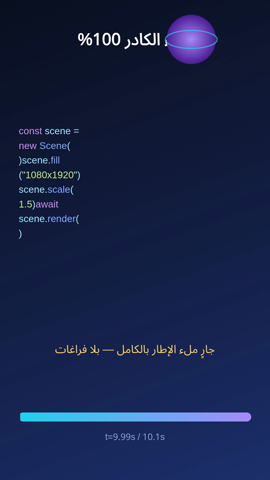 الكادر 100%
const scene =
new Scene(
)scene.fill
("1080x1920")
scene.scale(
1.5)await
scene.render(
)
جارٍ ملء الإطار بالكامل — بلا فراغات
t=9.99s / 10.1s